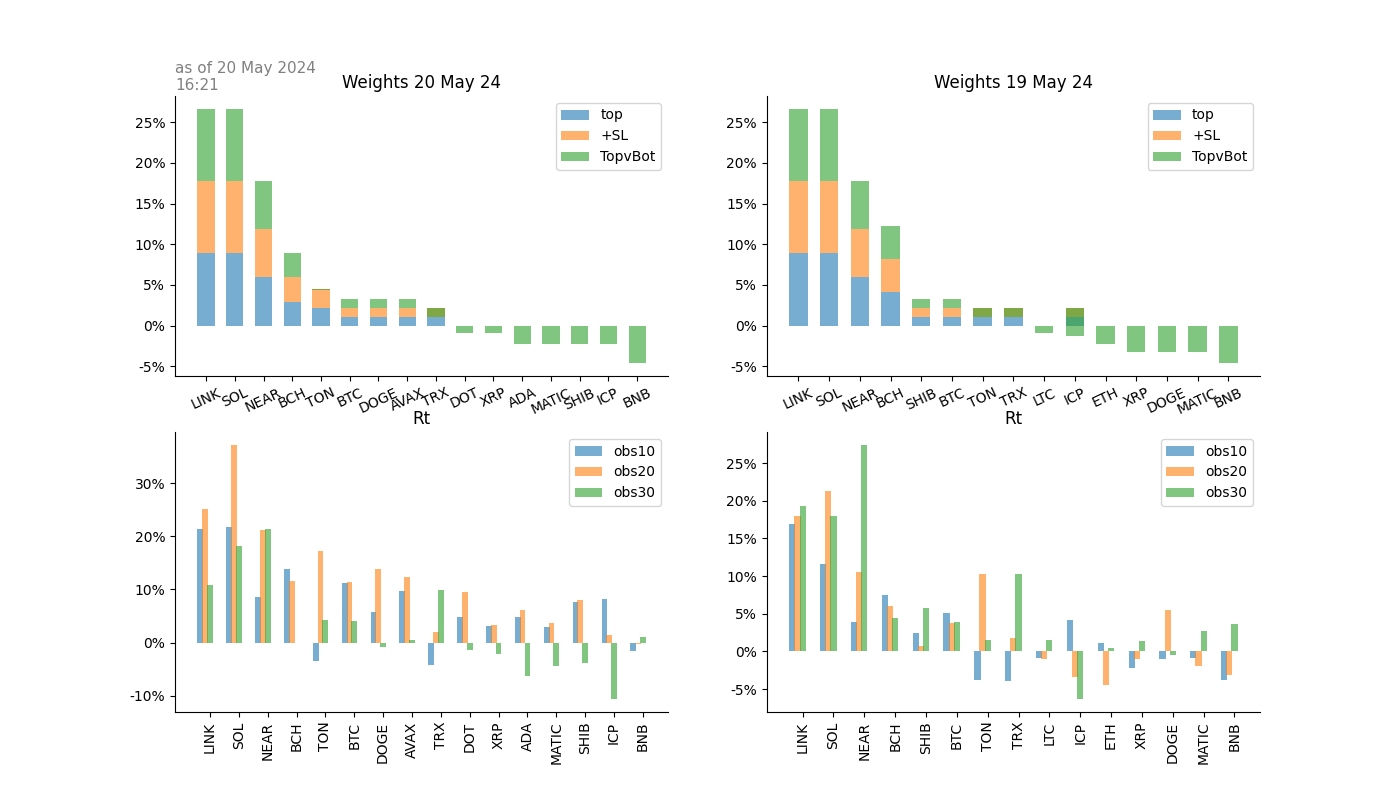 as of 20 May 2024
16:21
Weights 20 May 24
25%
20%
15%
10%
5%
0%
-5%
top
+SL
TopvBot
LINK SOL NEAR BCH TON BTC DOGE AVAX TRX DOT XRP ADA MATIC SHIB ICP BNB
Weights 19 May 24
25%
20%
15%
10%
5%
0%
-5%
top
+SL
TopvBot
LINK SOL NEAR BCH SHIB BTC TON TRX LTC ICP ETH XRP DOGE MATIC BNB
Rt
30%
20%
10%
0%
-10%
obs10
obs20
obs30
LINK SOL NEAR BCH TON BTC DOGE AVAX TRX DOT XRP ADA MATIC SHIB ICP BNB
Rt
25%
20%
15%
10%
5%
0%
-5%
obs10
obs20
obs30
LINK SOL NEAR BCH SHIB BTC TON TRX LTC ICP ETH XRP DOGE MATIC BNB